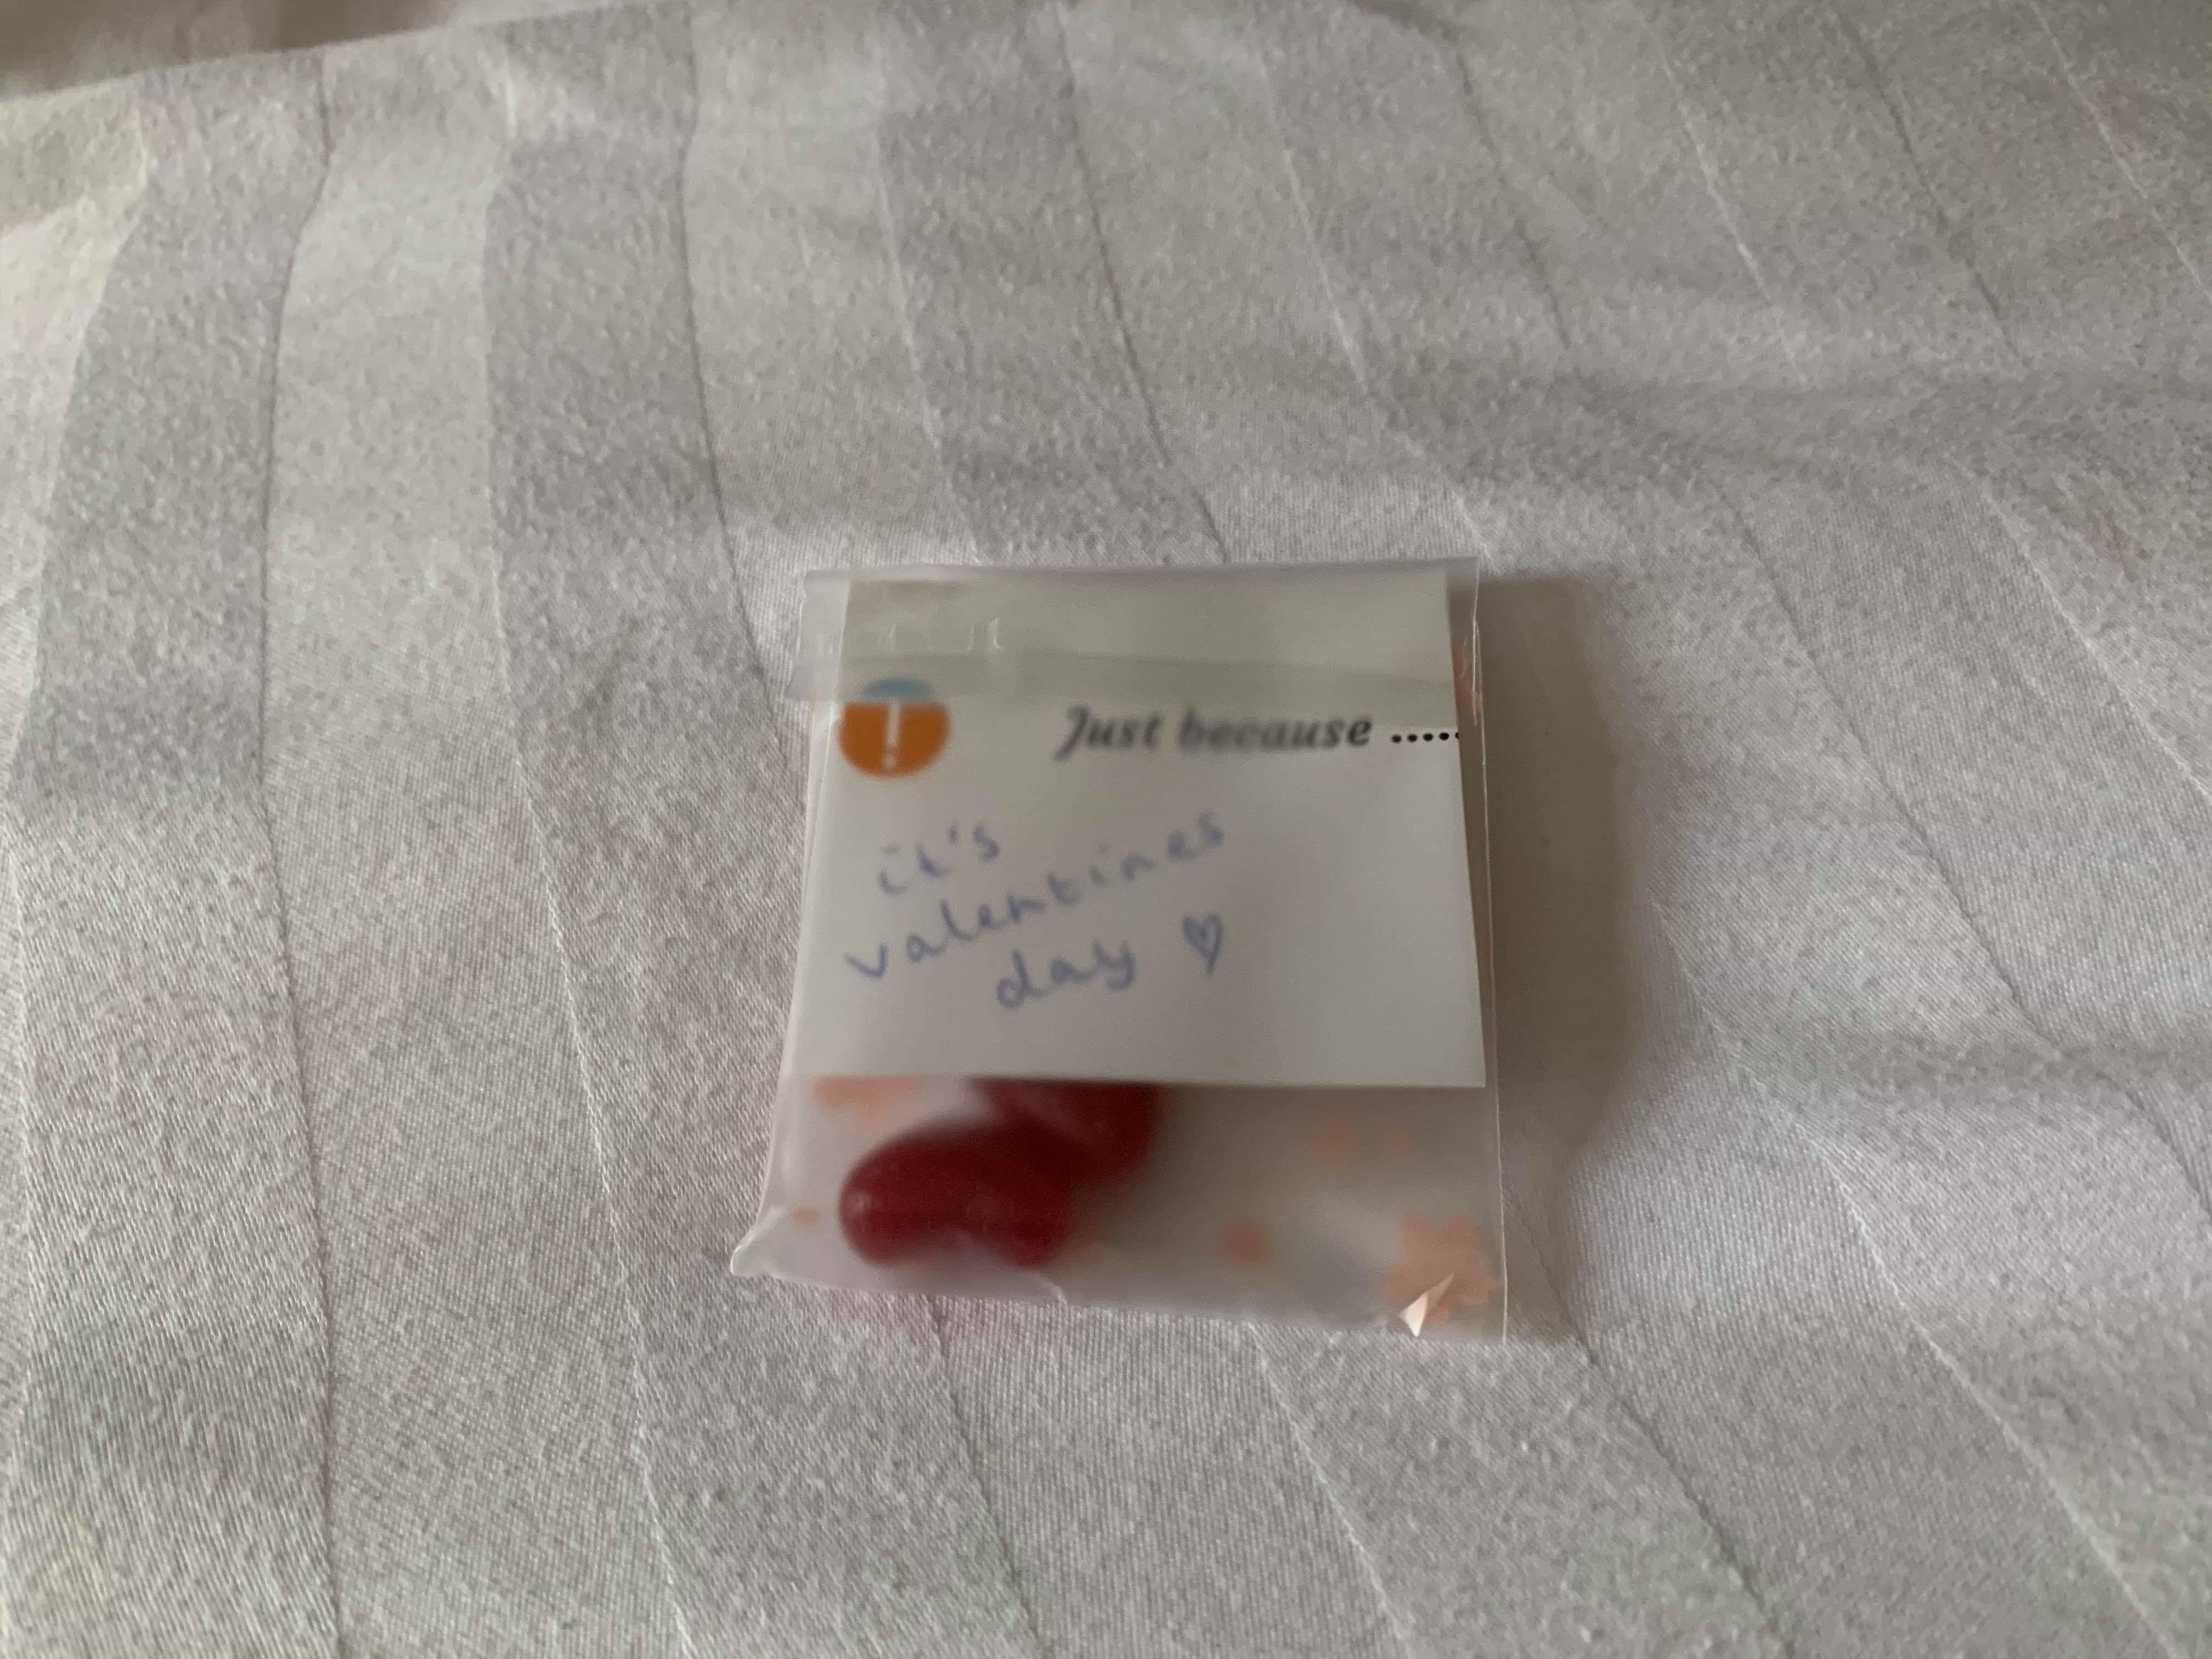 Just because .....
it's
valentines
day ♡